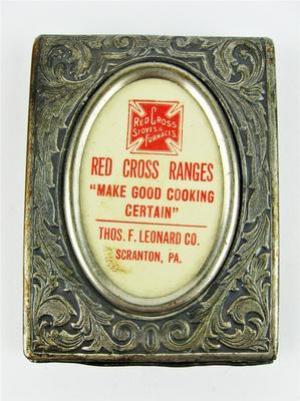 RED CROSS
STOVES &
FURNACES.
RED CROSS RANGES
"MAKE GOOD COOKING
CERTAIN"
THOS. F. LEONARD CO.
SCRANTON, PA.